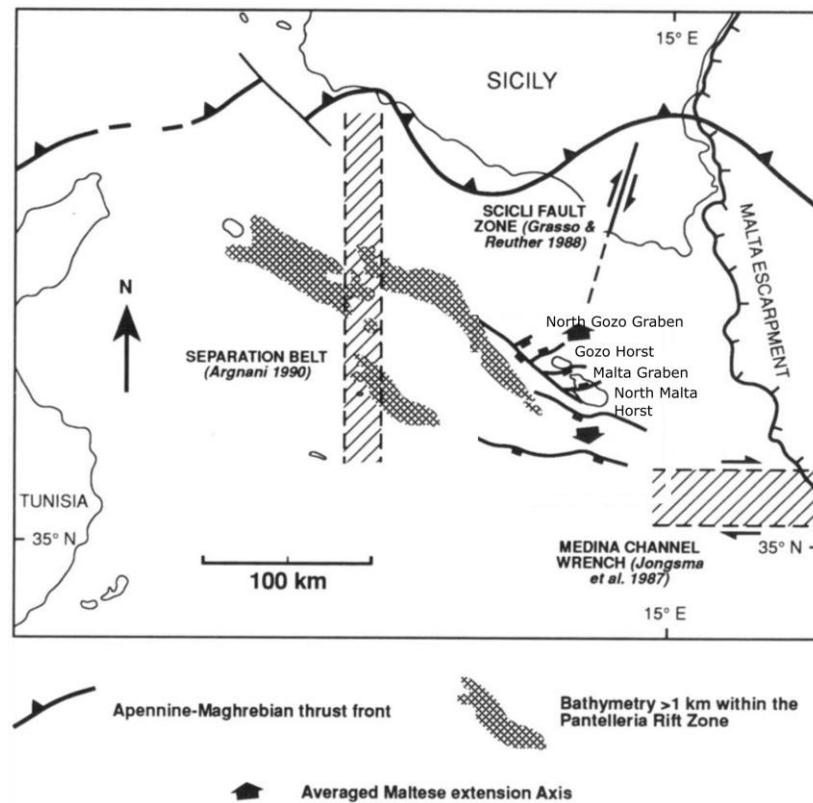 15° E
SICILY
SCICLI FAULT
ZONE (Grasso &
Reuther 1988)
MALTA ESCARPMENT
N
North Gozo Graben
Gozo Horst
Malta Graben
North Malta
Horst
SEPARATION BELT
(Argnani 1990)
TUNISIA
35° N
100 km
MEDINA CHANNEL
WRENCH (Jongsma
et al. 1987)
35° N
15° E
Apennine-Maghrebian thrust front
Bathymetry >1 km within the
Pantelleria Rift Zone
Averaged Maltese extension Axis